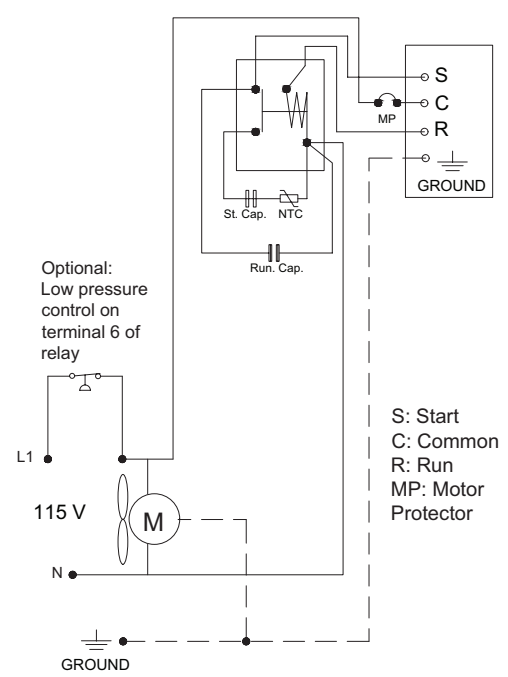 S
C
MP
R
GROUND
St. Cap.
NTC
Run. Cap.
Optional:
Low pressure
control on
terminal 6 of
relay
S: Start
C: Common
R: Run
MP: Motor
Protector
L1
115 V
M
N
GROUND